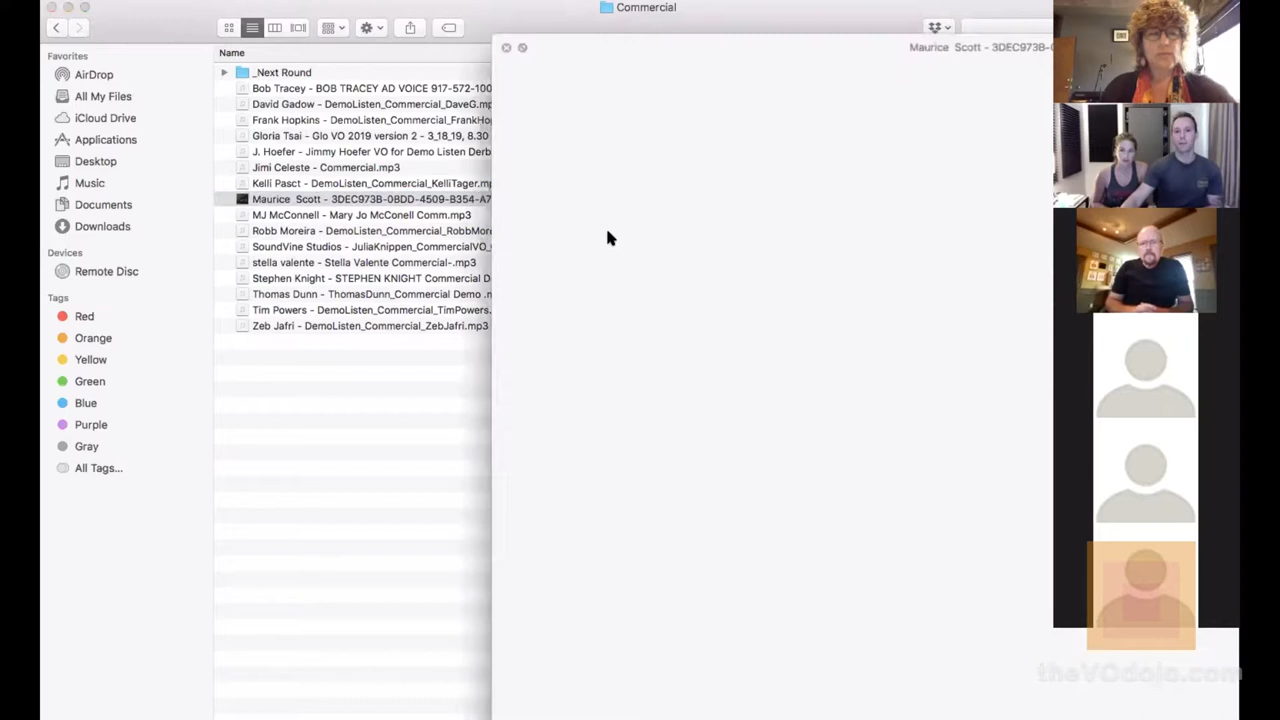 Commercial
Name
Maurice Scott - 3DEC973B-0
Favorites
AirDrop
All My Files
iCloud Drive
Applications
Desktop
Music
Documents
Downloads
Devices
Remote Disc
Tags
Red
Orange
Yellow
Green
Blue
Purple
Gray
All Tags...
_Next Round
Bob Tracey - BOB TRACEY AD VOICE 917-572-100
David Gadow - DemoListen_Commercial_DaveG.mp
Frank Hopkins - DemoListen_Commercial_FrankHo
Gloria Tsai - Glo VO 2019 version 2 - 3_18_19, 8.30
J. Hoefer - Jimmy Hoefer VO for Demo Listen Derb
Jimi Celeste - Commercial.mp3
Kelli Pasct - DemoListen_Commercial_KelliTager.mp
Maurice Scott - 3DEC973B-0BDD-4509-B354-A7
MJ McConnell - Mary Jo McConell Comm.mp3
Robb Moreira - DemoListen_Commercial_RobbMore
SoundVine Studios - JuliaKnippen_CommercialVO_
stella valente - Stella Valente Commercial-.mp3
Stephen Knight - STEPHEN KNIGHT Commercial D
Thomas Dunn - ThomasDunn_Commercial Demo .m
Tim Powers - DemoListen_Commercial_TimPowers.
Zeb Jafri - DemoListen_Commercial_ZebJafri.mp3
ONE
theVOdojo.com